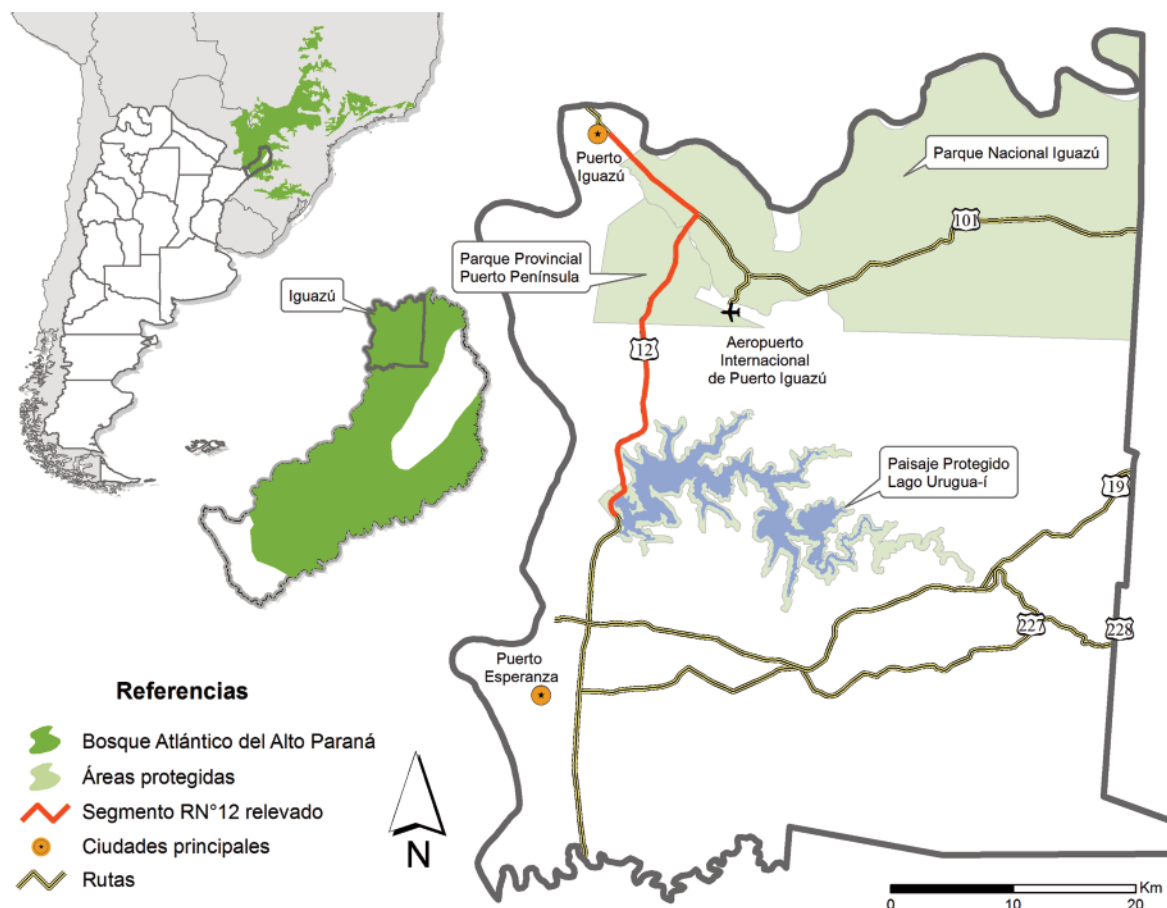 Puerto
Iguazú
Parque Nacional Iguazú
101
Parque Provincial
Puerto Península
Iguazú
12
Aeropuerto
Internacional
de Puerto Iguazú
Paisaje Protegido
Lago Urugua-í
19
227
228
Puerto
Esperanza
Referencias
Bosque Atlántico del Alto Paraná
Áreas protegidas
Segmento RN°12 relevado
Ciudades principales
Rutas
N
Km
0
10
20